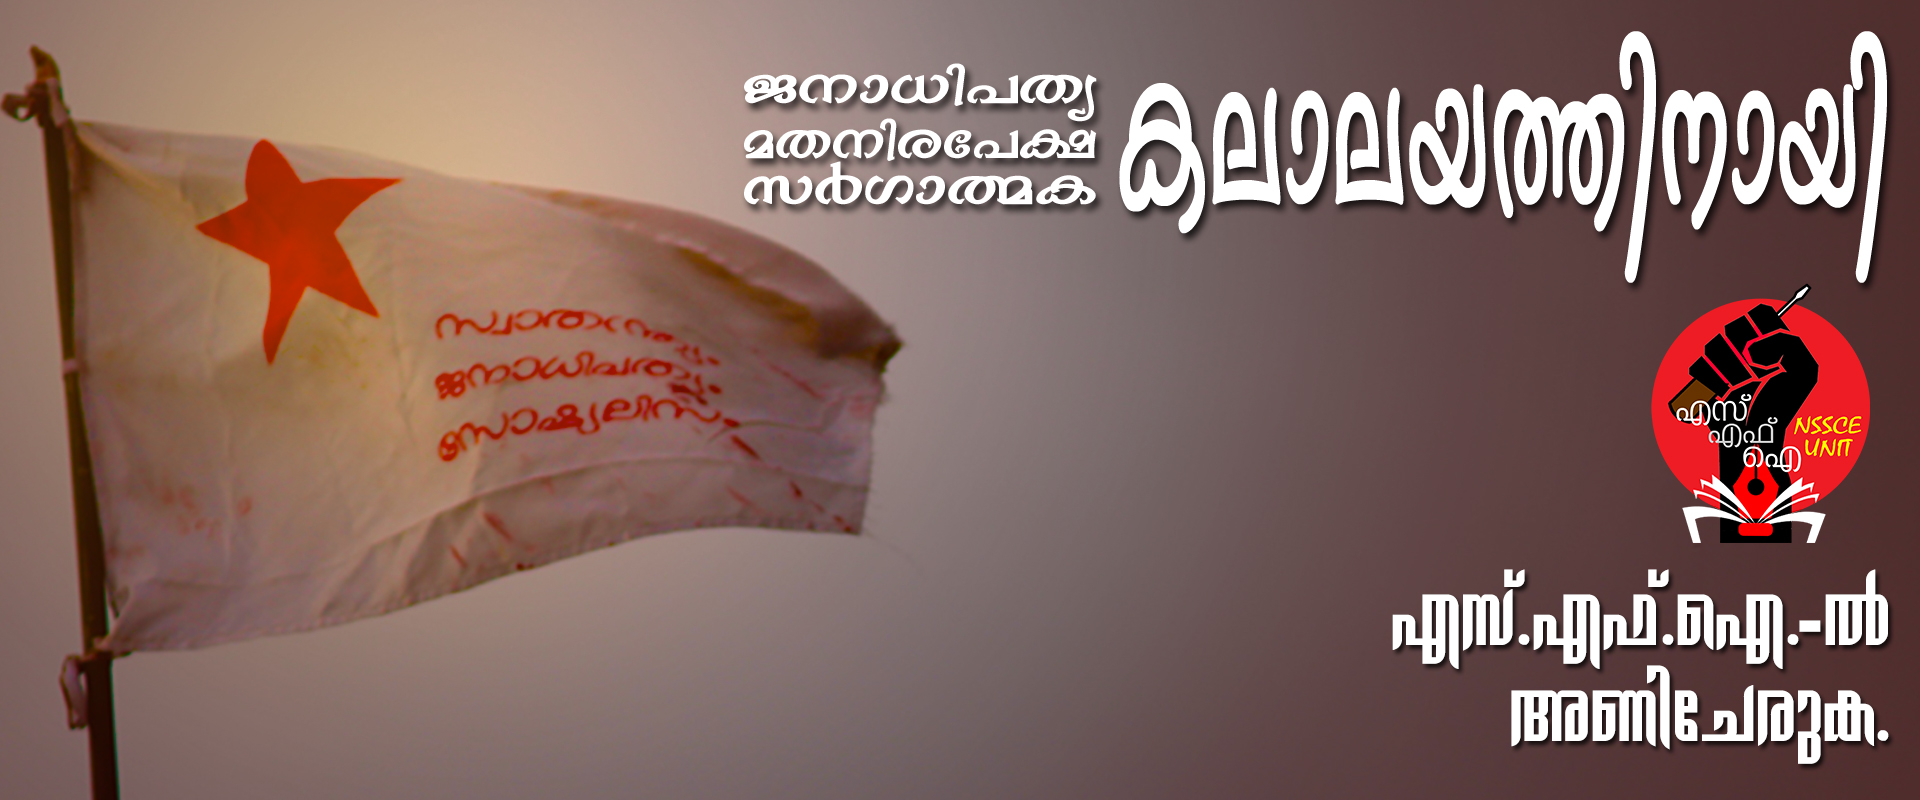 ജനാധിപത്യ
മതനിരപേക്ഷ
സർഗാത്മക
കലാലയത്തിനായി
സ്വാതന്ത്ര്യം
ജനാധിപത്യം
സോഷ്യലിസം
എസ്
എഫ്
ഐ
NSSCE
UNIT
എസ്.എഫ്.ഐ.-ൽ
അണിചേരുക.